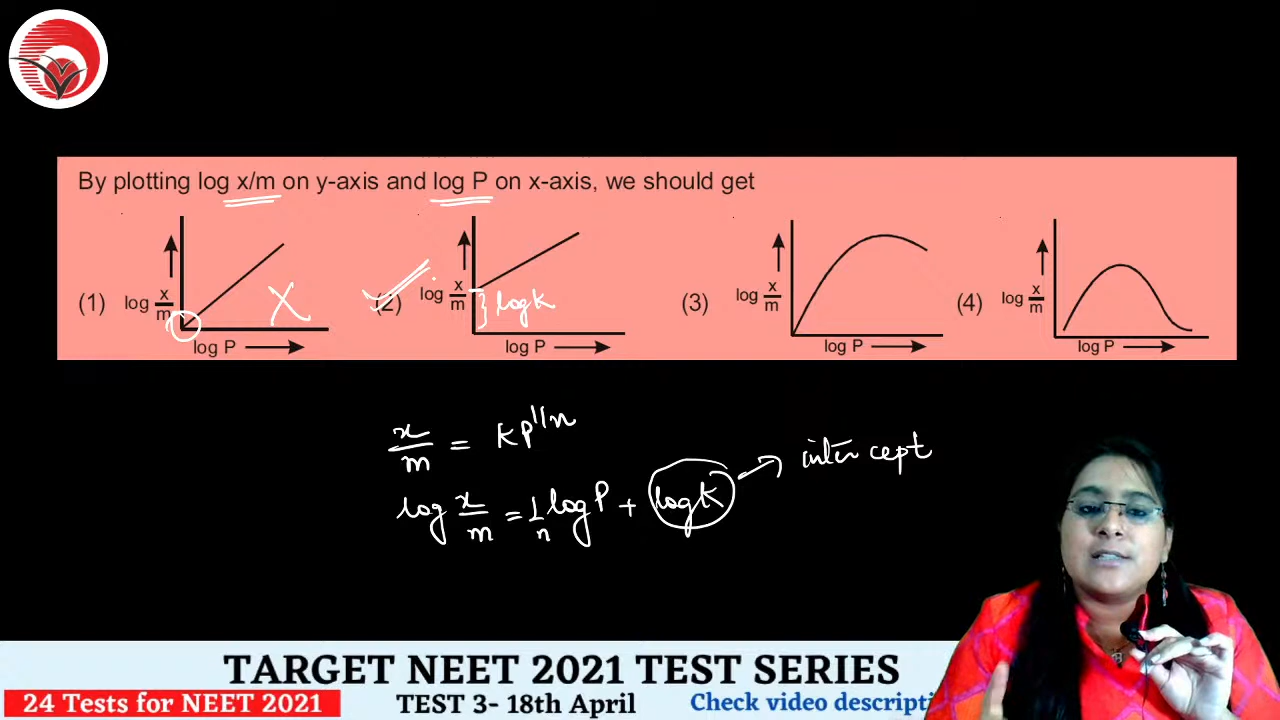 By plotting log x/m on y-axis and log P on x-axis, we should get
(1) log x/m log P
X
(2) log x/m log P
} log K
(3) log x/m log P
(4) log x/m log P
x/m = KP^1/n
log x/m = 1/n log P + log K → intercept
TARGET NEET 2021 TEST SERIES
24 Tests for NEET 2021 TEST 3- 18th April Check video descripti